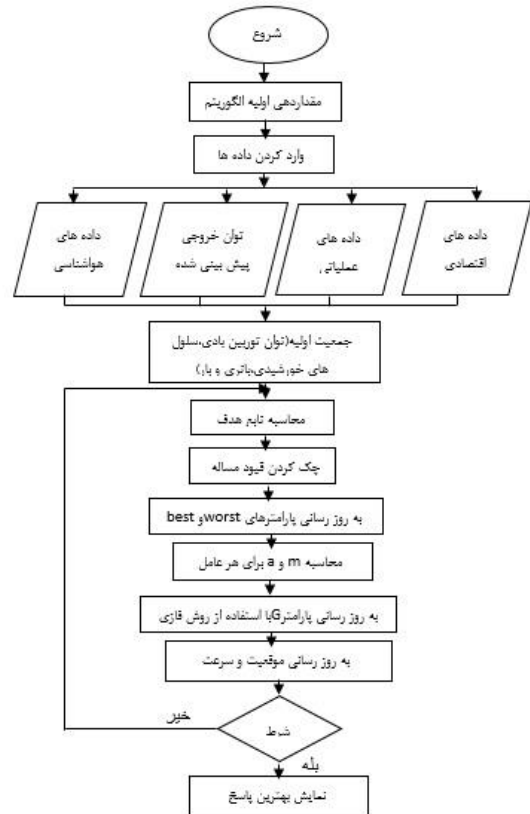 شروع
مقداردهی اولیه الگوریتم
وارد کردن داده ها
داده های
هواشناسی
توان خروجی
پیش بینی شده
داده های
عملیاتی
داده های
اقتصادی
جمعیت اولیه(توان توربین بادی،سلول
های خورشیدی،باتری و بار)
محاسبه تابع هدف
چک کردن قیود مساله
به روز رسانی پارامترهای worst و best
محاسبه m و a برای هر عامل
به روز رسانی پارامترG با استفاده از روش فازی
به روز رسانی موقعیت و سرعت
شرط
خیر
بله
نمایش بهترین پاسخ